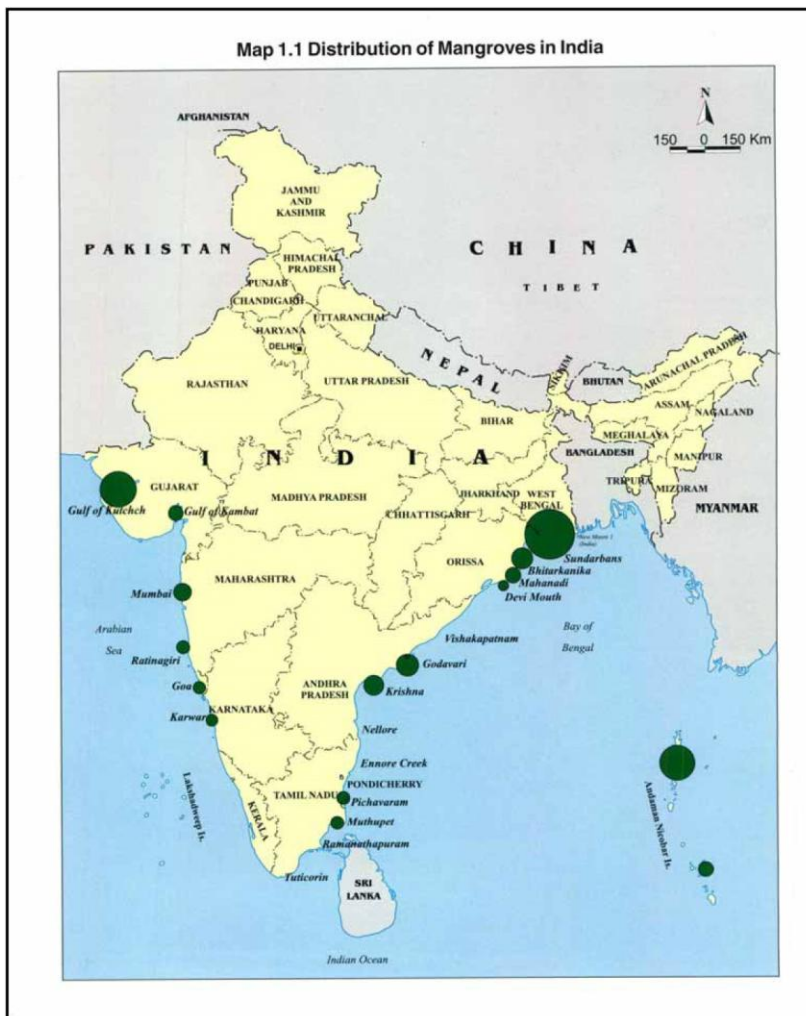 Map 1.1 Distribution of Mangroves in India
N
150 0 150 Km
AFGHANISTAN
JAMMU
AND
KASHMIR
PAKISTAN
CHINA
TIBET
HIMACHAL
PRADESH
PUNJAB
CHANDIGARH
UTTARANCHAL
HARYANA
DELHI
NEPAL
SIKKIM
BHUTAN
ARUNACHAL PRADESH
RAJASTHAN
UTTAR PRADESH
ASSAM
NAGALAND
BIHAR
MEGHALAYA
INDIA
BANGLADESH
MANIPUR
GUJARAT
MADHYA PRADESH
JHARKHAND
WEST
BENGAL
TRIPURA
MIZORAM
Gulf of Kutchch
Gulf of Kambat
CHHATTISGARH
MYANMAR
(India)
ORISSA
Sundarbans
Bhitarkanika
Mahanadi
Devi Mouth
MAHARASHTRA
Mumbai
Arabian
Sea
Bay of
Bengal
Vishakapatnam
Ratinagiri
Godavari
Goa
ANDHRA
PRADESH
Krishna
KARNATAKA
Karwar
Nellore
Ennore Creek
Lakshadweep Is.
TAMIL NADU
PONDICHERRY
Pichavaram
KERALA
Muthupet
Andaman Nicobar Is.
Ramanathapuram
Tuticorin
SRI
LANKA
Indian Ocean